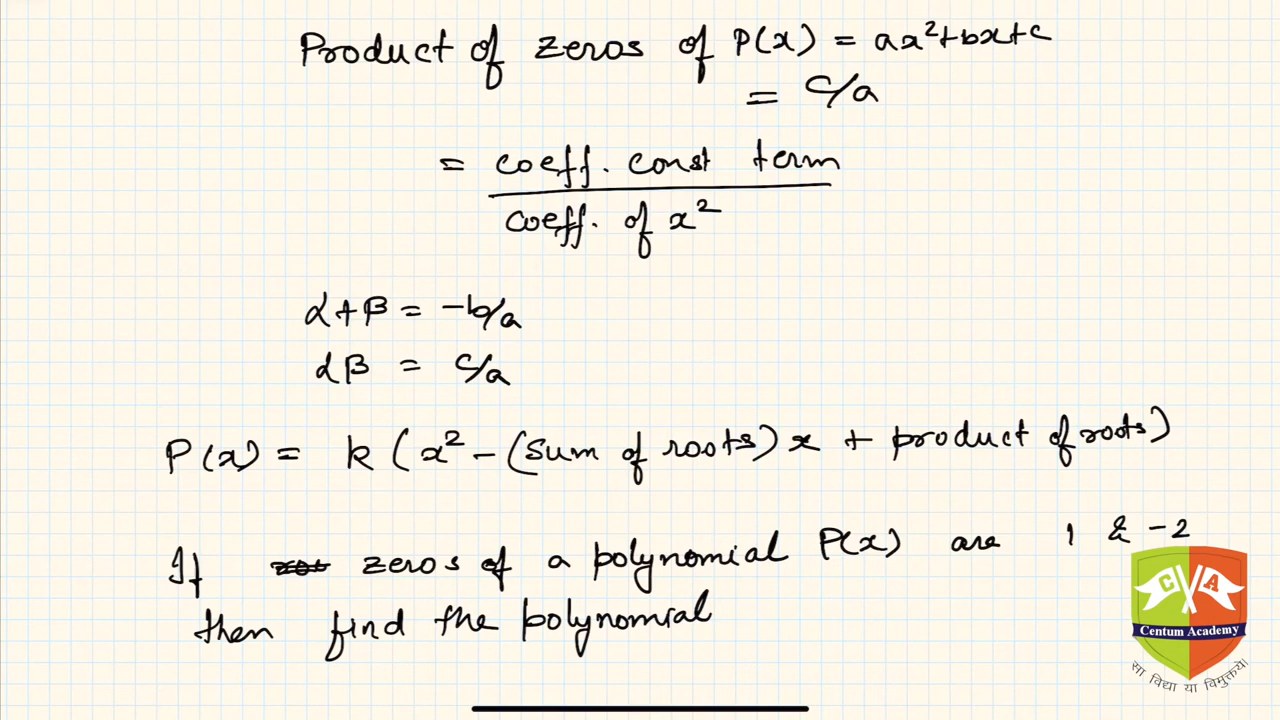 Product of zeros of P(x) = ax²+bx+c
= c/a
= coeff. const term
coeff. of x²
α+β = -b/a
αβ = c/a
P(x) = k(x² - (Sum of roots)x + product of roots)
If zeros of a polynomial P(x) are 1 & -2
then find the polynomial
C A
Centum Academy
सा विद्या या विमुक्तये।